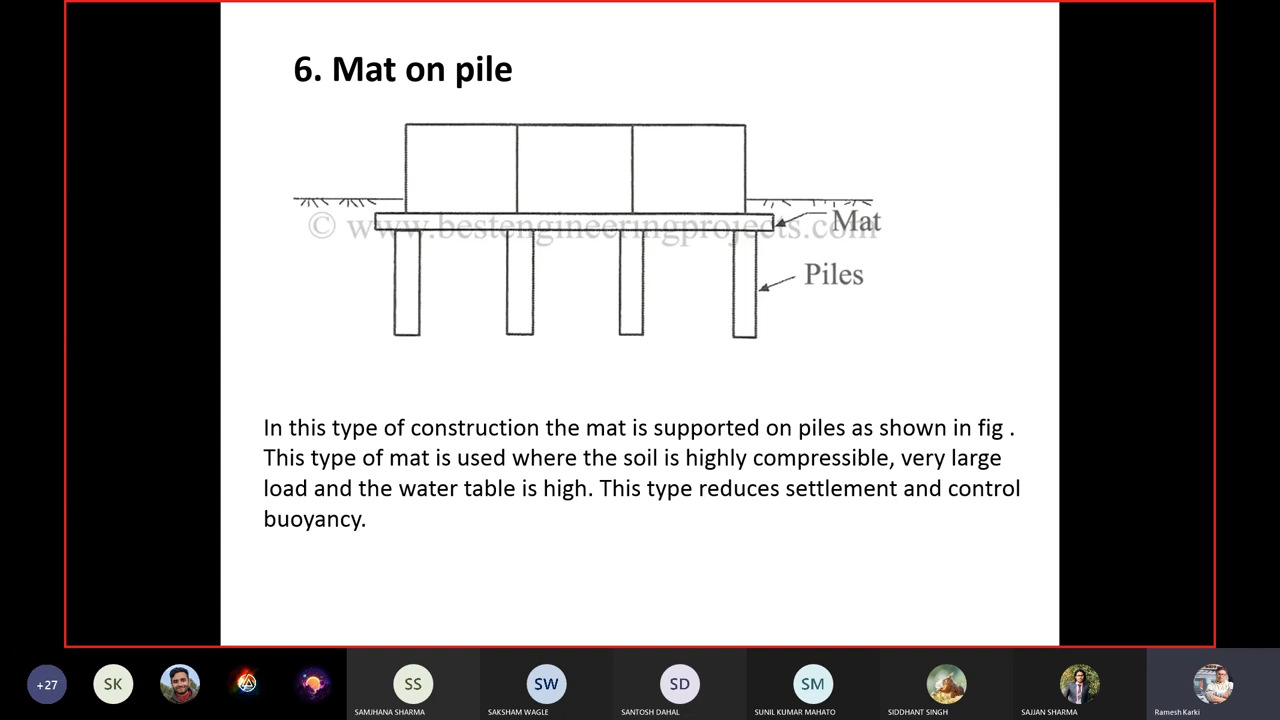 6. Mat on pile
© www.bestengineeringprojects.com
Mat
Piles
In this type of construction the mat is supported on piles as shown in fig .
This type of mat is used where the soil is highly compressible, very large
load and the water table is high. This type reduces settlement and control
buoyancy.
+27
SK
SS
SW
SD
SM
SAMJHANA SHARMA
SAKSHAM WAGLE
SANTOSH DAHAL
SUNIL KUMAR MAHATO
SIDDHANT SINGH
SAJJAN SHARMA
Ramesh Karki